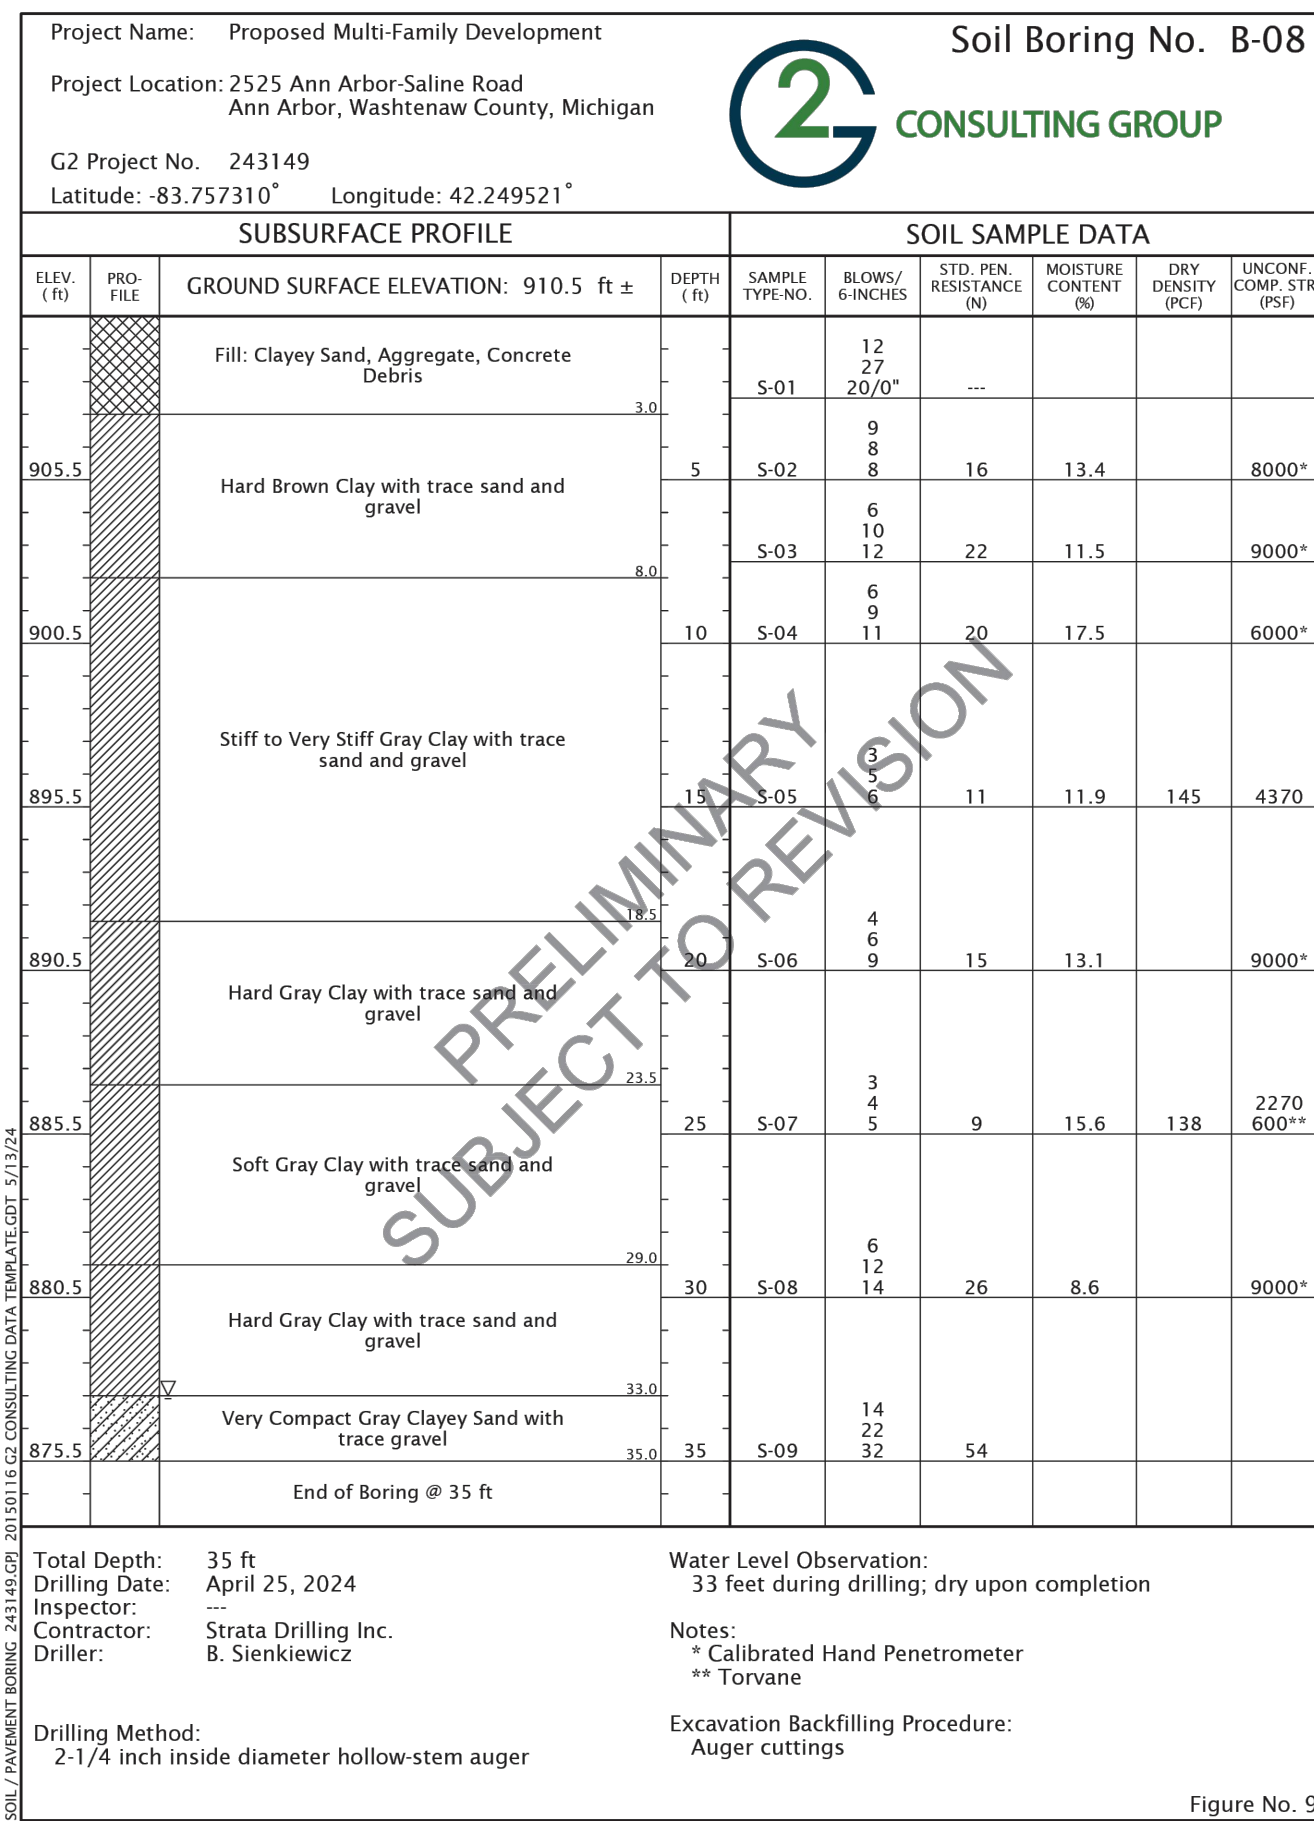 Project Name: Proposed Multi-Family Development
Project Location: 2525 Ann Arbor-Saline Road
Ann Arbor, Washtenaw County, Michigan
G2 Project No. 243149
Latitude: -83.757310° Longitude: 42.249521°
Soil Boring No. B-08
G2 CONSULTING GROUP
SUBSURFACE PROFILE
SOIL SAMPLE DATA
ELEV. ( ft)
PRO- FILE
GROUND SURFACE ELEVATION: 910.5 ft ±
DEPTH ( ft)
SAMPLE TYPE-NO.
BLOWS/ 6-INCHES
STD. PEN. RESISTANCE (N)
MOISTURE CONTENT (%)
DRY DENSITY (PCF)
UNCONF. COMP. STR (PSF)
Fill: Clayey Sand, Aggregate, Concrete
Debris
12
27
S-01 20/0" ---
3.0
9
8
905.5 5 S-02 8 16 13.4 8000*
Hard Brown Clay with trace sand and
gravel
6
10
S-03 12 22 11.5 9000*
8.0
6
9
900.5 10 S-04 11 20 17.5 6000*
Stiff to Very Stiff Gray Clay with trace
sand and gravel
3
5
895.5 15 S-05 6 11 11.9 145 4370
18.5
4
6
890.5 20 S-06 9 15 13.1 9000*
Hard Gray Clay with trace sand and
gravel
23.5
3
4 2270
885.5 25 S-07 5 9 15.6 138 600**
Soft Gray Clay with trace sand and
gravel
29.0
6
12
880.5 30 S-08 14 26 8.6 9000*
Hard Gray Clay with trace sand and
gravel
33.0
Very Compact Gray Clayey Sand with
trace gravel
14
22
875.5 35.0 35 S-09 32 54
End of Boring @ 35 ft
PRELIMINARY
SUBJECT TO REVISION
Total Depth: 35 ft
Drilling Date: April 25, 2024
Inspector: ---
Contractor: Strata Drilling Inc.
Driller: B. Sienkiewicz
Drilling Method:
2-1/4 inch inside diameter hollow-stem auger
Water Level Observation:
33 feet during drilling; dry upon completion
Notes:
* Calibrated Hand Penetrometer
** Torvane
Excavation Backfilling Procedure:
Auger cuttings
Figure No. 9
SOIL / PAVEMENT BORING 243149.GPJ 20150116 G2 CONSULTING DATA TEMPLATE.GDT 5/13/24